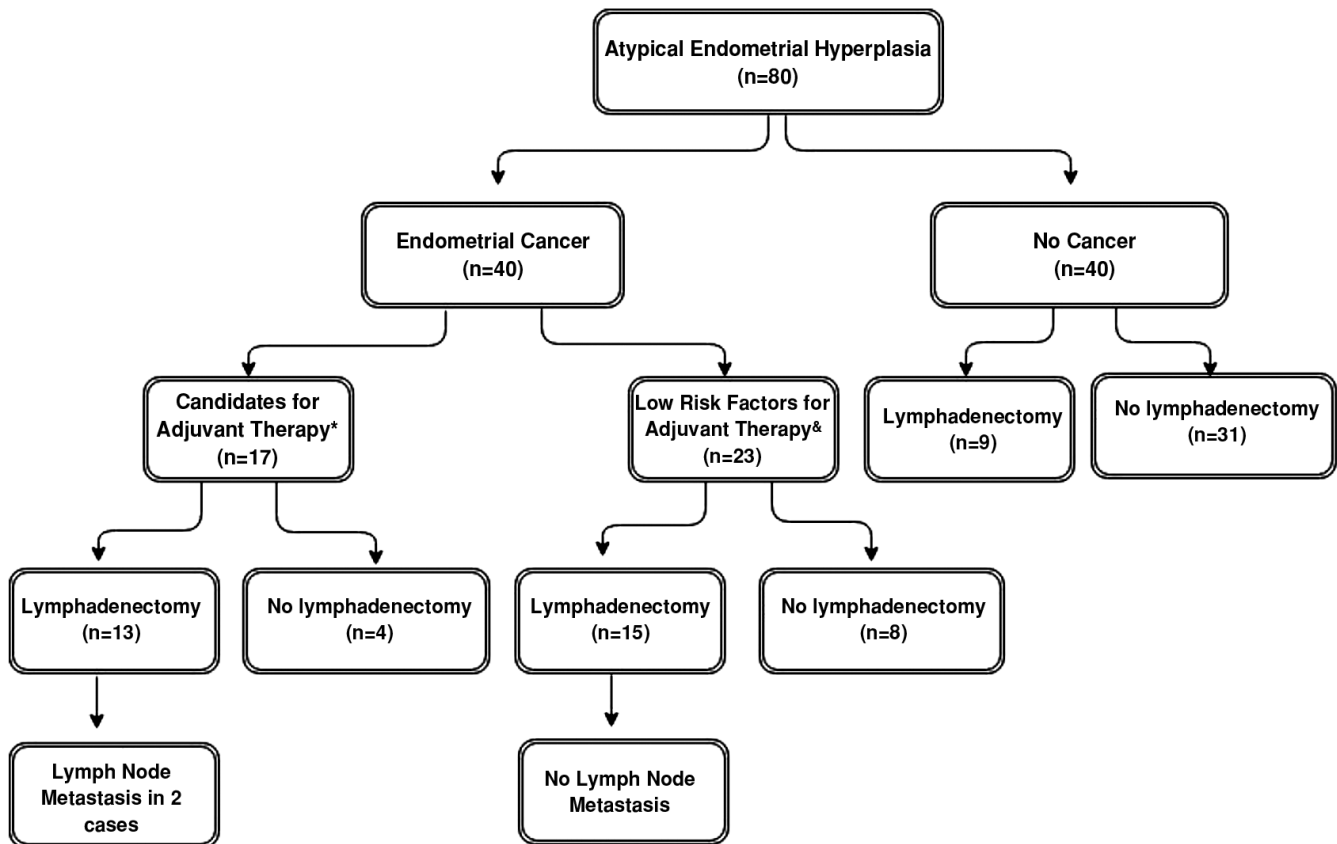 Atypical Endometrial Hyperplasia
(n=80)
Endometrial Cancer
(n=40)
No Cancer
(n=40)
Candidates for
Adjuvant Therapy*
(n=17)
Low Risk Factors for
Adjuvant Therapy&
(n=23)
Lymphadenectomy
(n=9)
No lymphadenectomy
(n=31)
Lymphadenectomy
(n=13)
No lymphadenectomy
(n=4)
Lymphadenectomy
(n=15)
No lymphadenectomy
(n=8)
Lymph Node
Metastasis in 2
cases
No Lymph Node
Metastasis